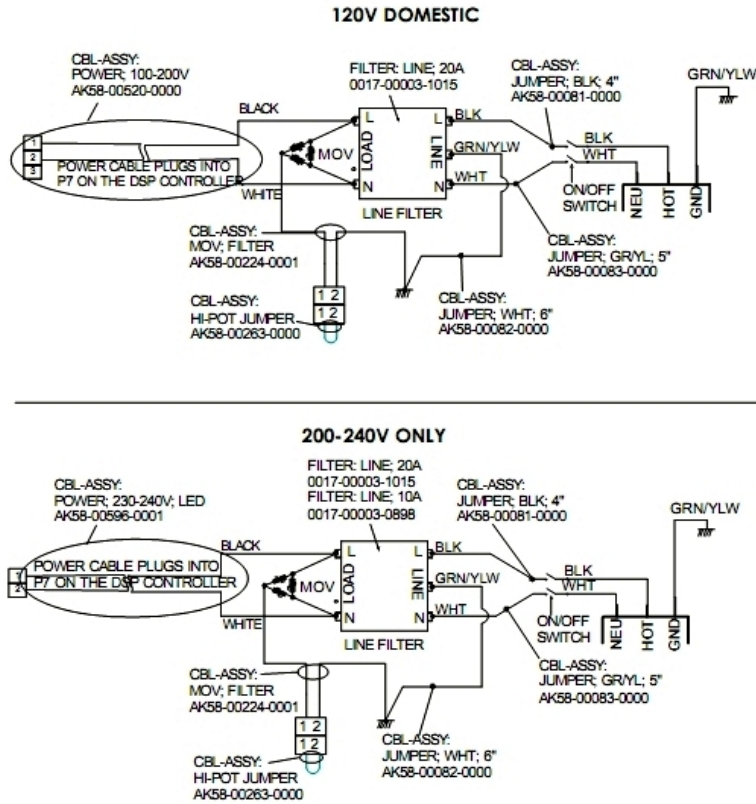 120V DOMESTIC
CBL-ASSY:
POWER; 100-200V
AK58-00520-0000
FILTER: LINE; 20A
0017-00003-1015
CBL-ASSY:
JUMPER; BLK; 4"
AK58-00081-0000
GRN/YLW
BLACK
L
L
BLK
BLK
WHT
1
2
3
POWER CABLE PLUGS INTO
P7 ON THE DSP CONTROLLER
MOV
LOAD
LINE
GRN/YLW
WHITE
N
N
WHT
ON/OFF
SWITCH
NEU
HOT
GND
LINE FILTER
CBL-ASSY:
MOV; FILTER
AK58-00224-0001
CBL-ASSY:
JUMPER; GR/YL; 5"
AK58-00083-0000
1 2
1 2
CBL-ASSY:
HI-POT JUMPER
AK58-00263-0000
CBL-ASSY:
JUMPER; WHT; 6"
AK58-00082-0000
200-240V ONLY
CBL-ASSY:
POWER; 230-240V; LED
AK58-00596-0001
FILTER: LINE; 20A
0017-00003-1015
FILTER: LINE; 10A
0017-00003-0898
CBL-ASSY:
JUMPER; BLK; 4"
AK58-00081-0000
GRN/YLW
BLACK
L
L
BLK
BLK
WHT
1
2
POWER CABLE PLUGS INTO
P7 ON THE DSP CONTROLLER
MOV
LOAD
LINE
GRN/YLW
WHITE
N
N
WHT
ON/OFF
SWITCH
NEU
HOT
GND
LINE FILTER
CBL-ASSY:
MOV; FILTER
AK58-00224-0001
CBL-ASSY:
JUMPER; GR/YL; 5"
AK58-00083-0000
1 2
1 2
CBL-ASSY:
HI-POT JUMPER
AK58-00263-0000
CBL-ASSY:
JUMPER; WHT; 6"
AK58-00082-0000